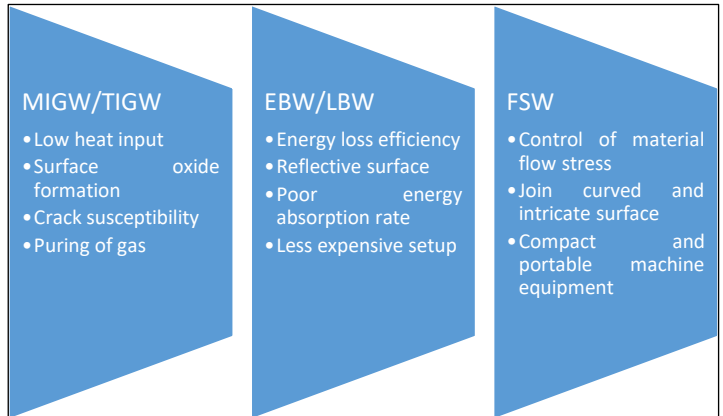 MIGW/TIGW
•Low heat input
•Surface oxide
formation
•Crack susceptibility
•Puring of gas
EBW/LBW
•Energy loss efficiency
•Reflective surface
•Poor energy
absorption rate
•Less expensive setup
FSW
•Control of material
flow stress
•Join curved and
intricate surface
•Compact and
portable machine
equipment